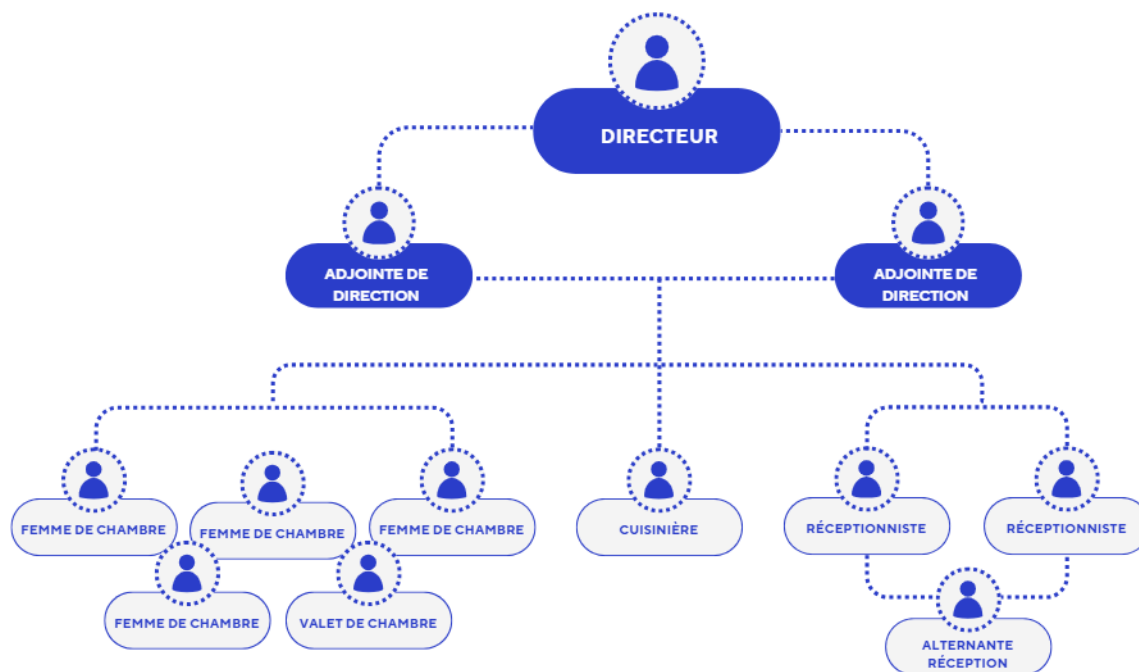 DIRECTEUR
ADJOINTE DE
DIRECTION
ADJOINTE DE
DIRECTION
FEMME DE CHAMBRE
FEMME DE CHAMBRE
FEMME DE CHAMBRE
CUISINIÈRE
RÉCEPTIONNISTE
RÉCEPTIONNISTE
FEMME DE CHAMBRE
VALET DE CHAMBRE
ALTERNANTE
RÉCEPTION